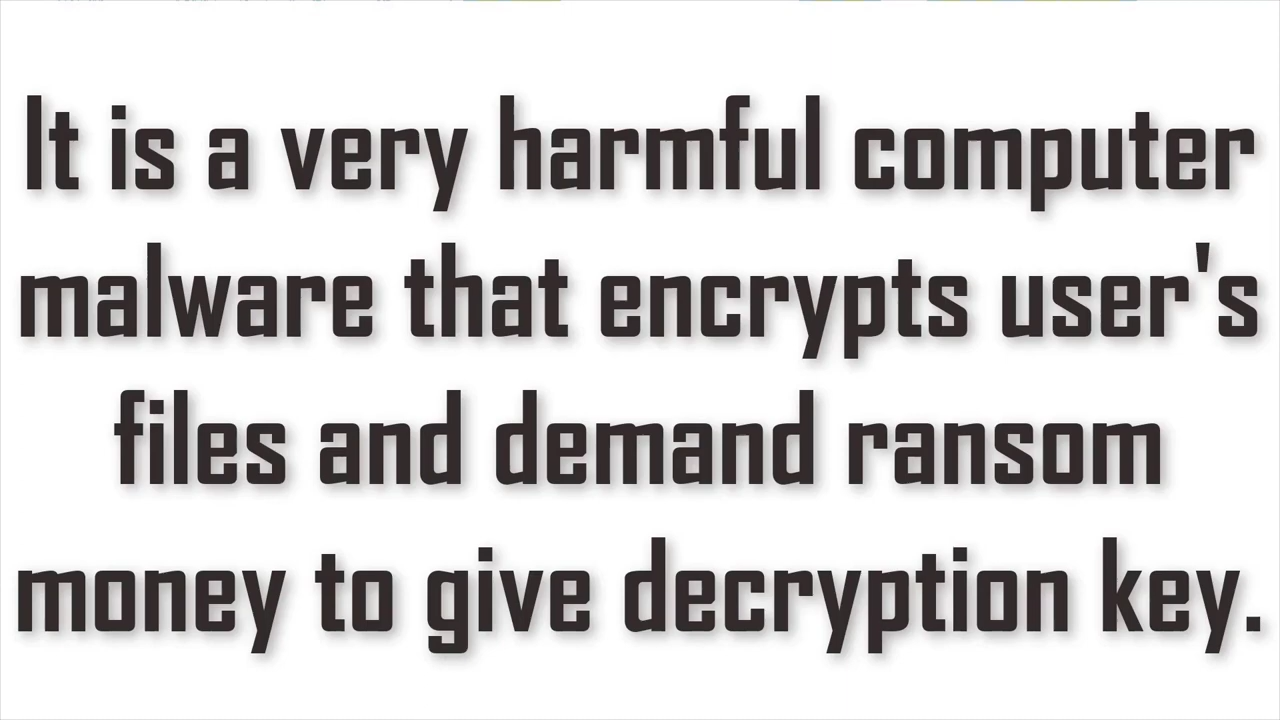 It is a very harmful computer
malware that encrypts user's
files and demand ransom
money to give decryption key.